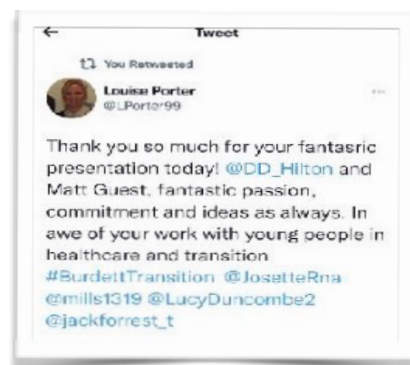 Tweet
You Retweeted
Louise Porter
@LPorter99
Thank you so much for your fantasric
presentation today! @DD_Hilton and
Matt Guest, fantastic passion,
commitment and ideas as always. In
awe of your work with young people in
healthcare and transition
#BurdettTransition @JosetteRna
@mills1319 @LucyDuncombe2
@jackforrest_t